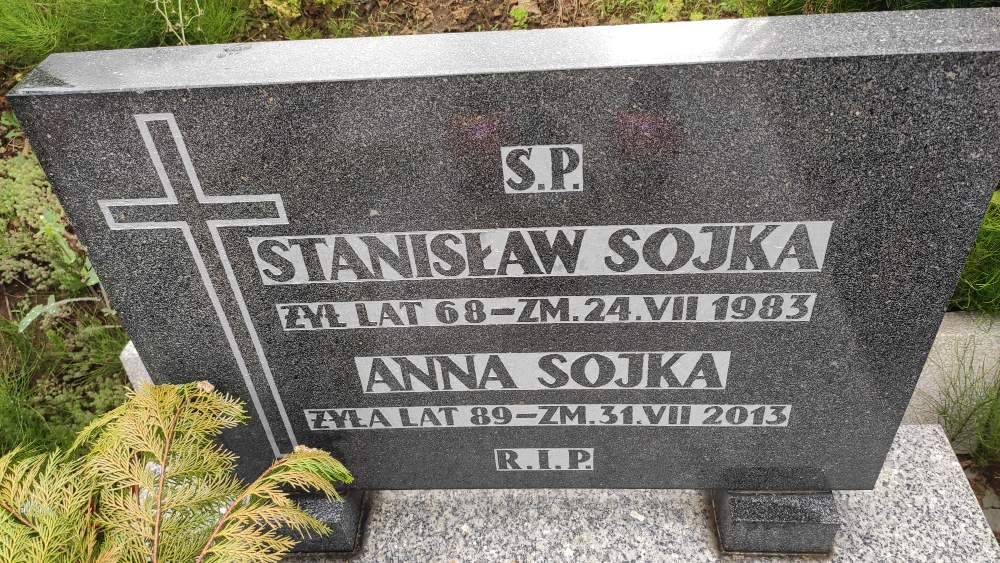 Ś.P.
STANISŁAW SOJKA
ŻYŁ LAT 68-ZM.24.VII 1983
ANNA SOJKA
ŻYŁA LAT 89-ZM.31.VII 2013
R.I.P.